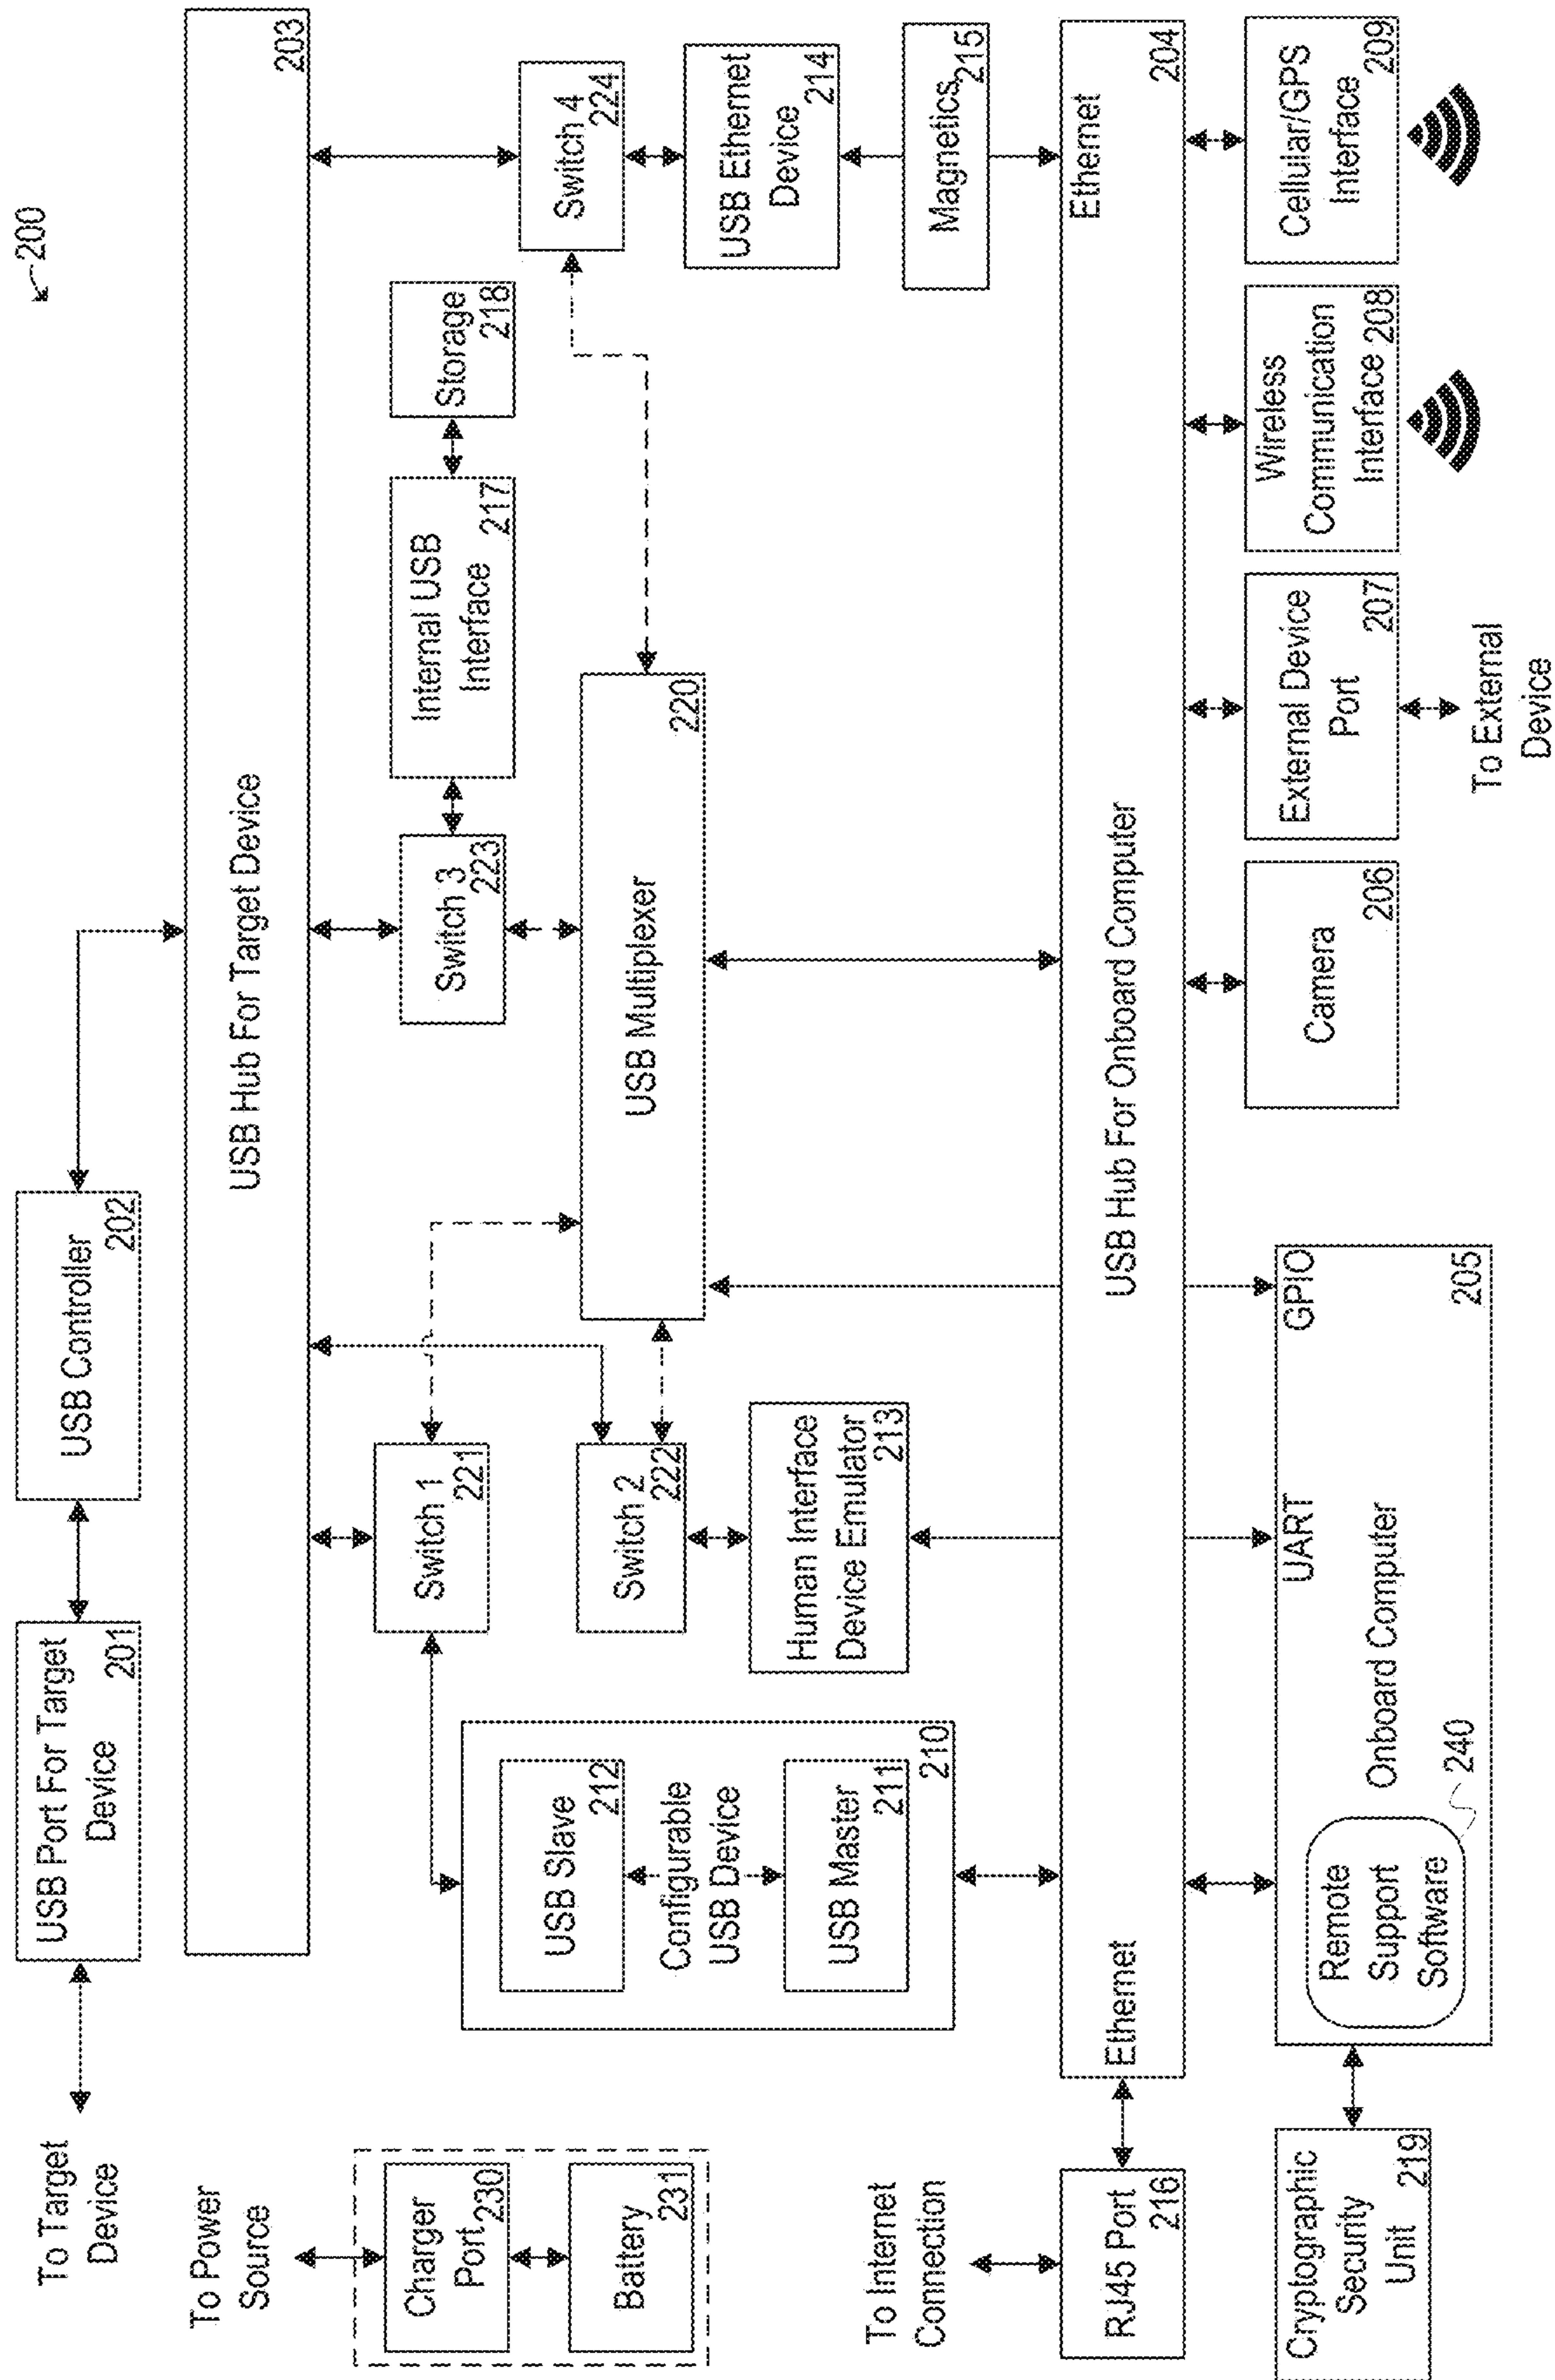 200
To Target
Device
USB Port For Target
Device
201
USB Controller
202
USB Hub For Target Device
203
To Power
Source
Charger
Port
230
Battery
231
Switch 1
221
Switch 2
222
Switch 3
223
Internal USB
Interface
217
Storage
218
Switch 4
224
USB Slave
212
Configurable
USB Device
USB Master
211
210
Human Interface
Device Emulator
213
USB Multiplexer
220
USB Ethernet
Device
214
Magnetics
215
To Internet
Connection
RJ45 Port
216
Ethernet
USB Hub For Onboard Computer
Ethernet
204
Cryptographic
Security
Unit
219
Remote
Support
Software
240
UART
GPIO
Onboard Computer
205
Camera
206
External Device
Port
207
To External
Device
Wireless
Communication
Interface
208
Cellular/GPS
Interface
209